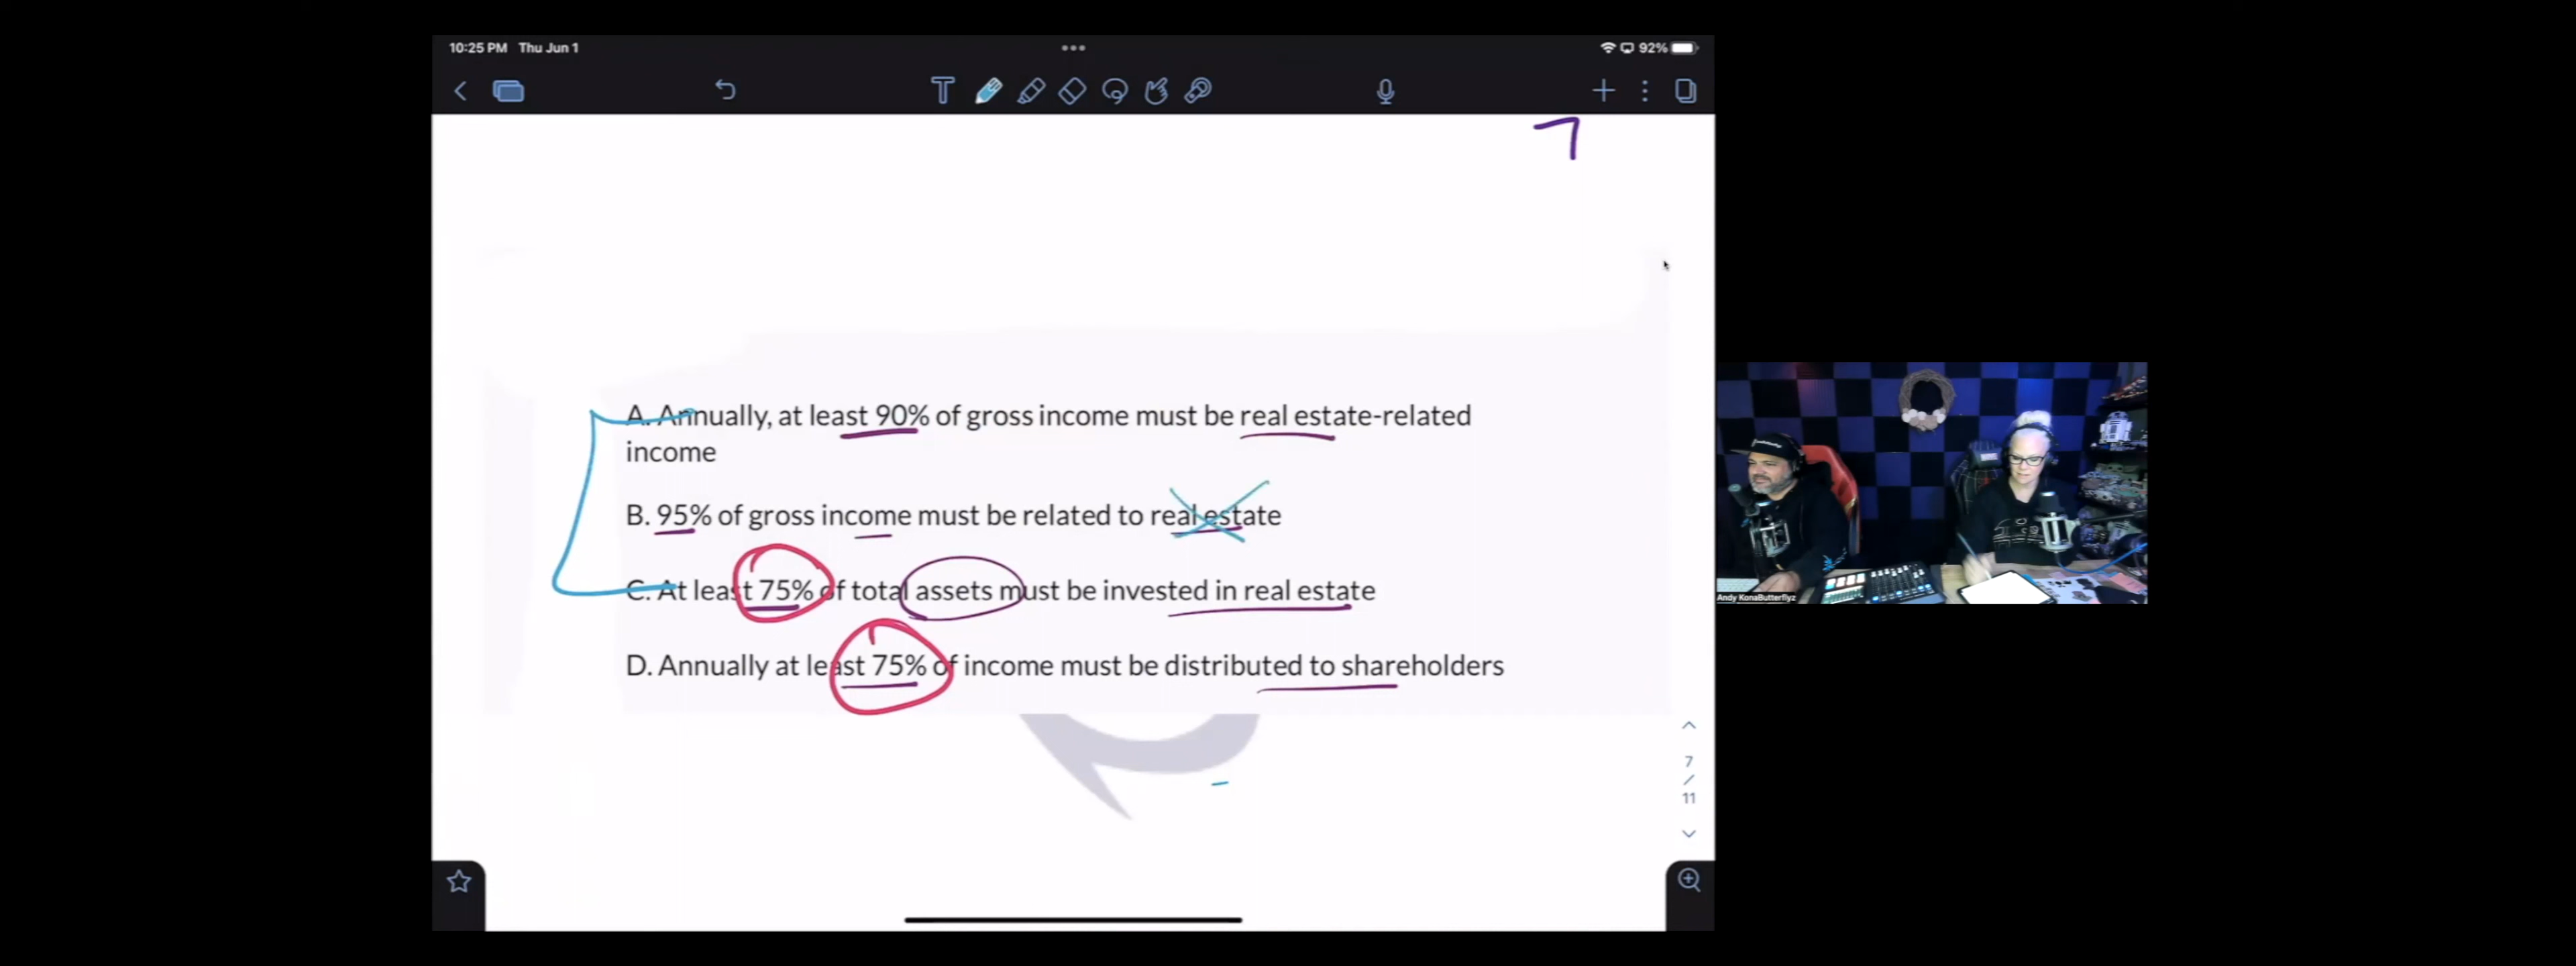 10:25 PM Thu Jun 1
92%
7
A. Annually, at least 90% of gross income must be real estate-related
income
B. 95% of gross income must be related to real estate
C. At least 75% of total assets must be invested in real estate
D. Annually at least 75% of income must be distributed to shareholders
7
/
11
Andy KonaButterflyz